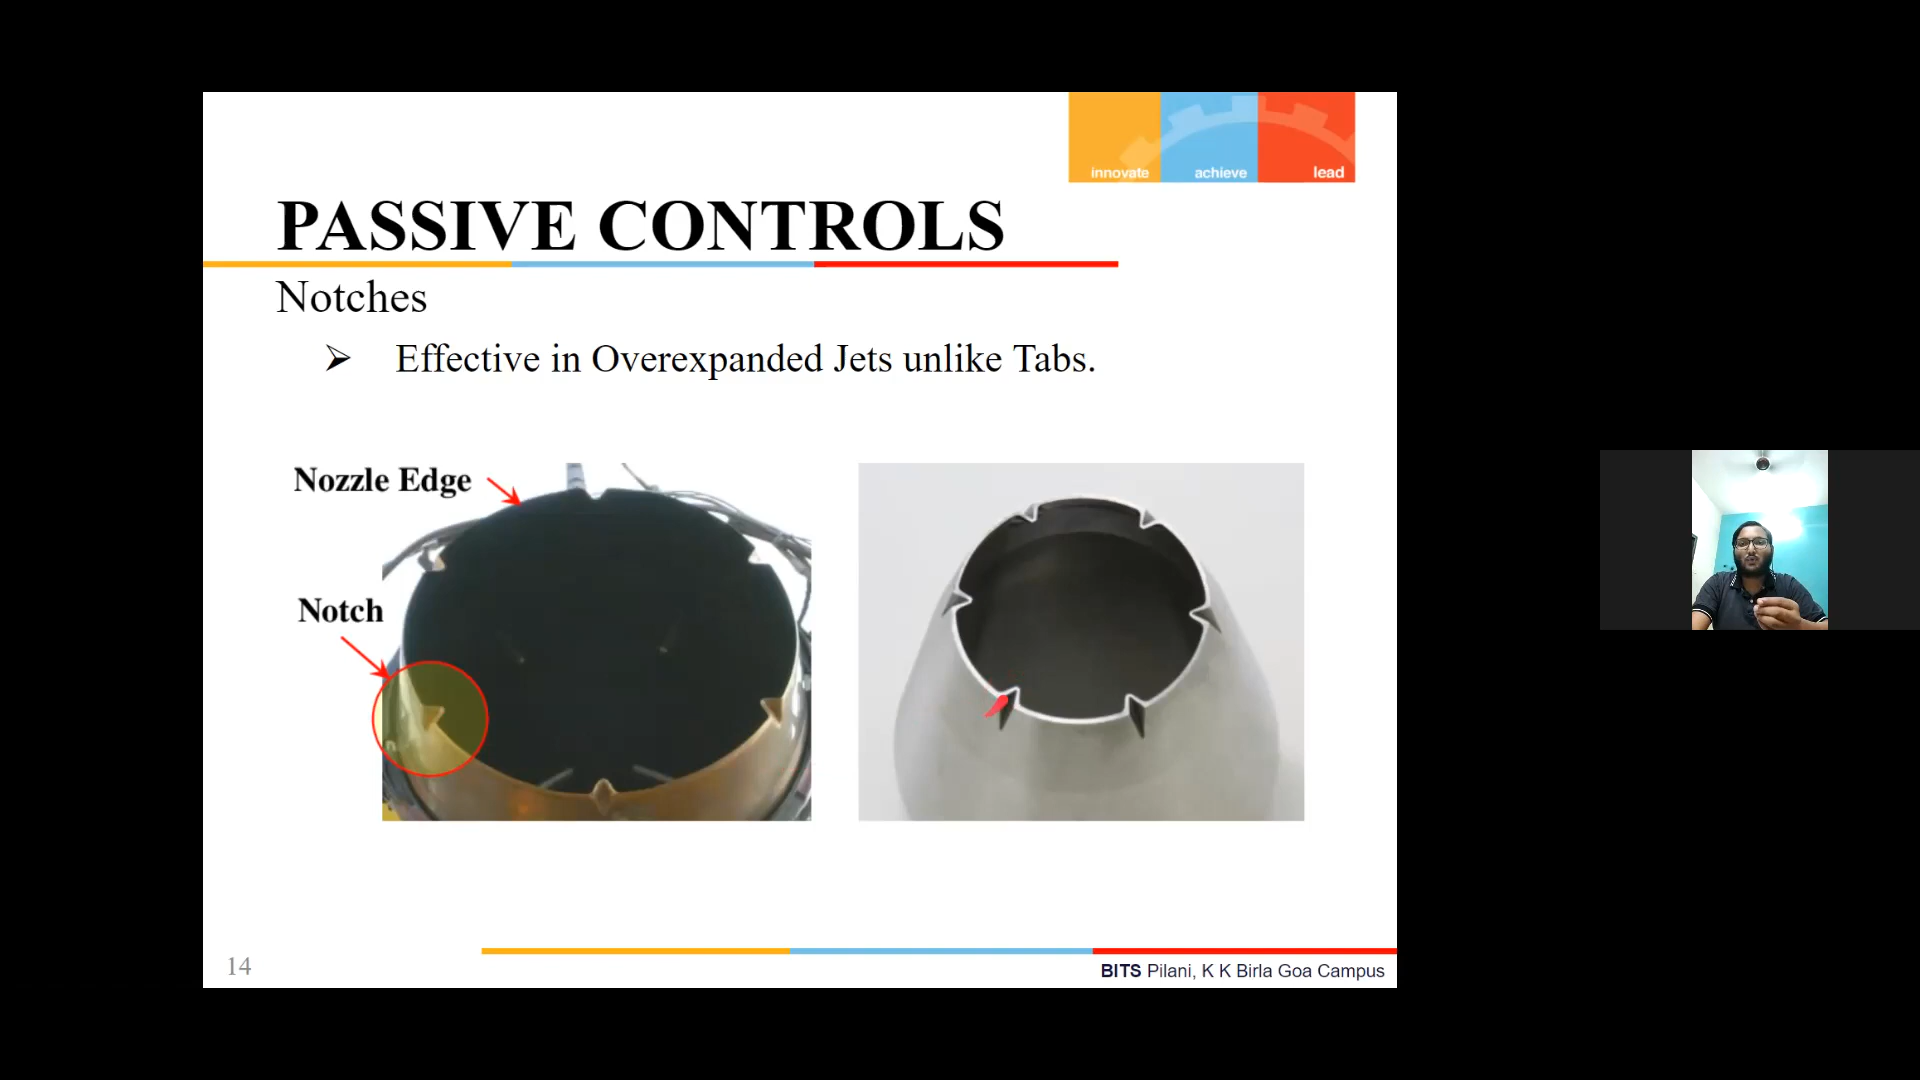 innovate achieve lead
PASSIVE CONTROLS
Notches
➢ Effective in Overexpanded Jets unlike Tabs.
Nozzle Edge
Notch
14
BITS Pilani, K K Birla Goa Campus